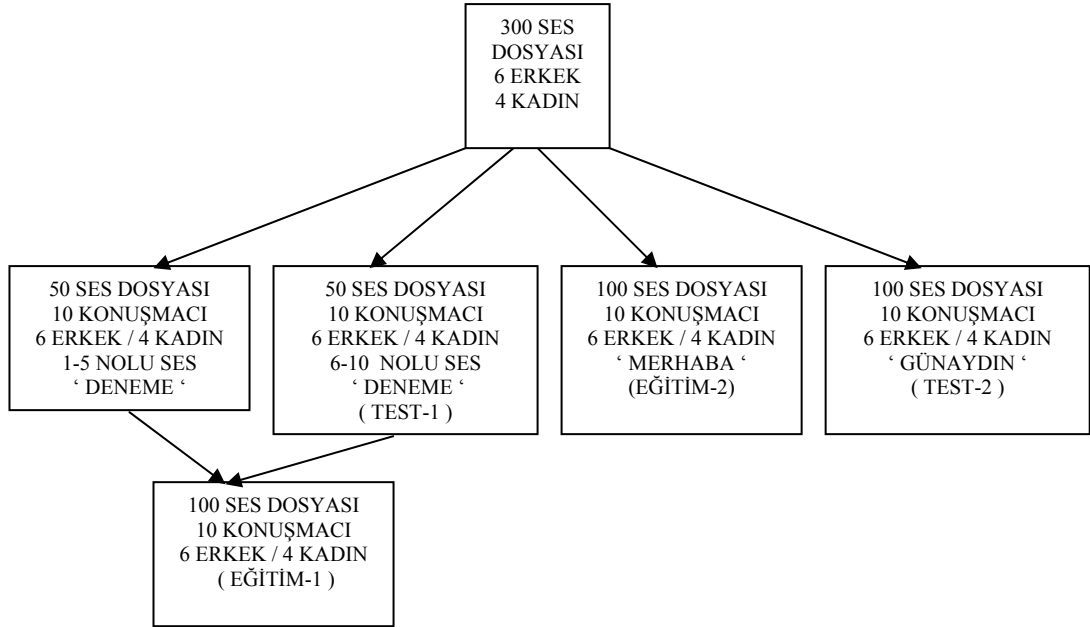 300 SES
DOSYASI
6 ERKEK
4 KADIN
50 SES DOSYASI
10 KONUŞMACI
6 ERKEK / 4 KADIN
1-5 NOLU SES
‘ DENEME ‘
50 SES DOSYASI
10 KONUŞMACI
6 ERKEK / 4 KADIN
6-10 NOLU SES
‘ DENEME ‘
( TEST-1 )
100 SES DOSYASI
10 KONUŞMACI
6 ERKEK / 4 KADIN
‘ MERHABA ‘
(EĞİTİM-2)
100 SES DOSYASI
10 KONUŞMACI
6 ERKEK / 4 KADIN
‘ GÜNAYDIN ‘
( TEST-2 )
100 SES DOSYASI
10 KONUŞMACI
6 ERKEK / 4 KADIN
( EĞİTİM-1 )